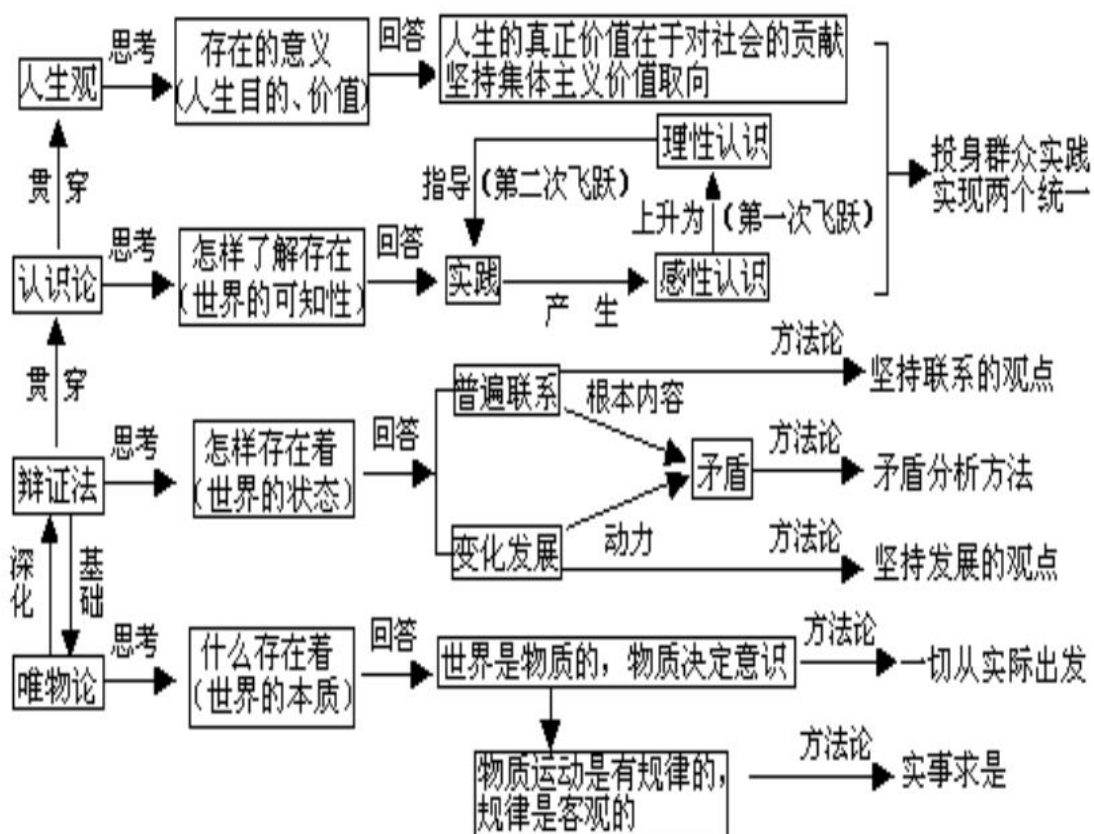 思考
存在的意义
(人生目的、价值)
回答
人生的真正价值在于对社会的贡献
坚持集体主义价值取向
人生观
理性认识
指导(第二次飞跃)
上升为(第一次飞跃)
投身群众实践
实现两个统一
贯穿
认识论
思考
怎样了解存在
(世界的可知性)
回答
实践
产生
感性认识
贯穿
方法论
坚持联系的观点
普遍联系
根本内容
辩证法
思考
怎样存在着
(世界的状态)
回答
矛盾
方法论
矛盾分析方法
变化发展
动力
方法论
坚持发展的观点
深化
基础
唯物论
思考
什么存在着
(世界的本质)
回答
世界是物质的，物质决定意识
方法论
一切从实际出发
物质运动是有规律的，
规律是客观的
方法论
实事求是